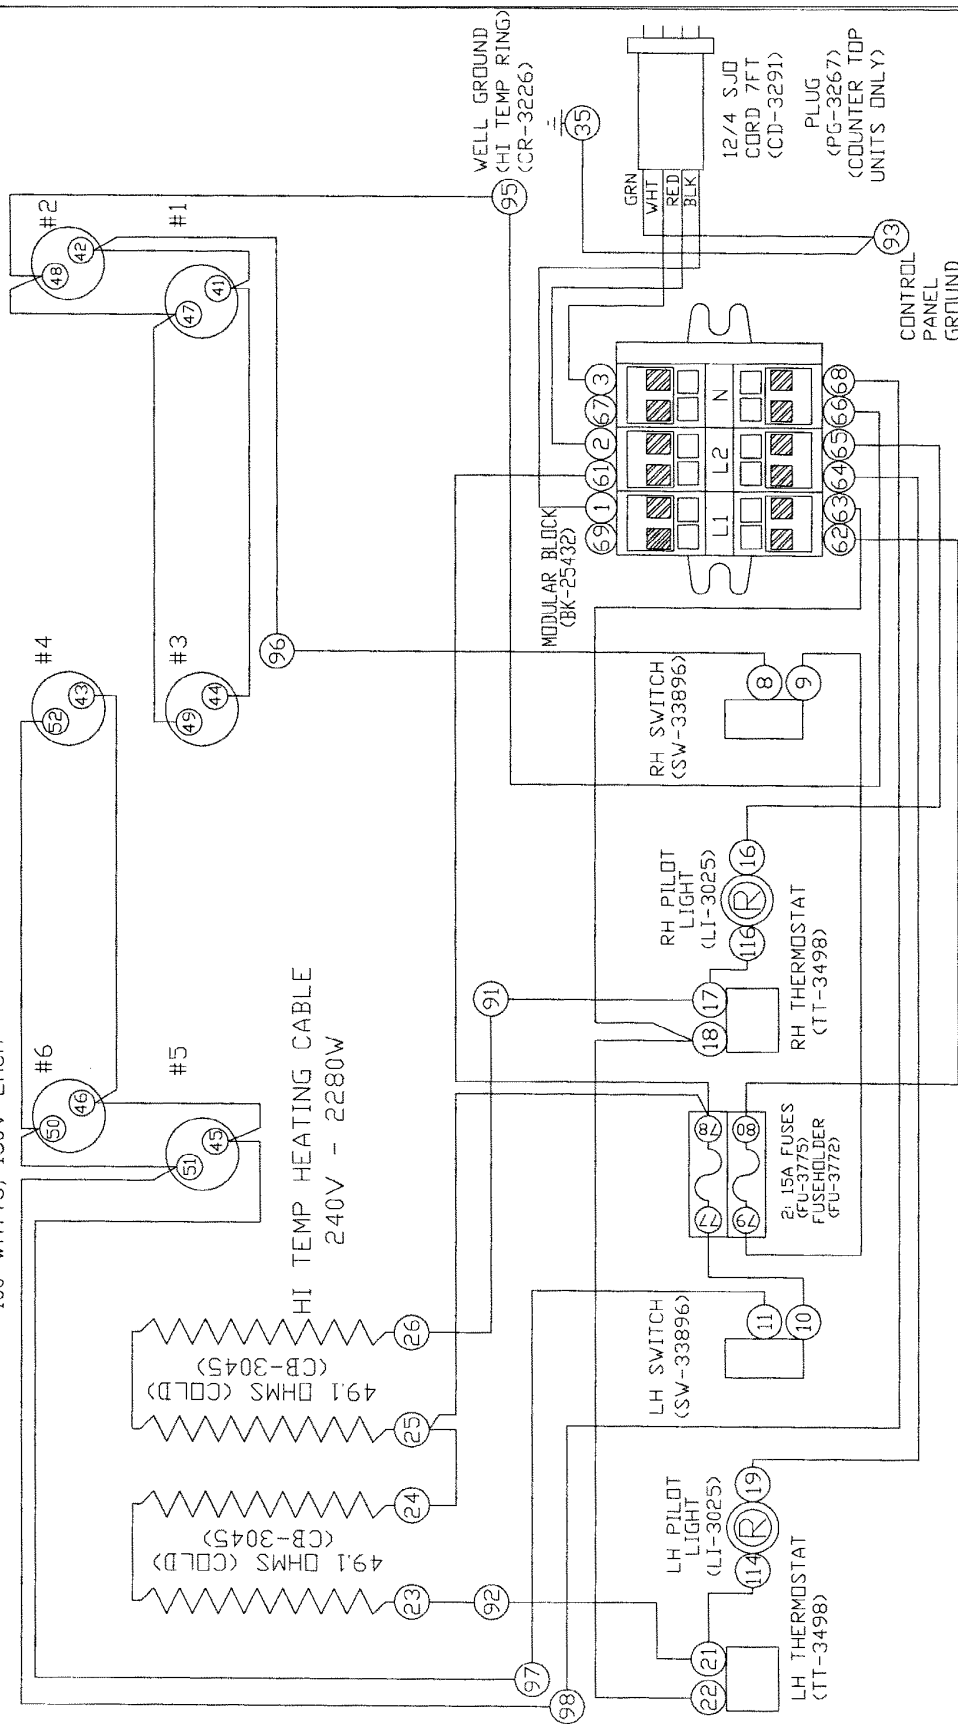 #6
#5
#4
#3
#2
#1
50
46
51
45
52
43
49
44
48
42
47
41
WELL GROUND
(HI TEMP RING)
(CR-3226)
95
35
96
HI TEMP HEATING CABLE
240V - 2280W
49.1 OHMS (COLD)
(CB-3045)
49.1 OHMS (COLD)
(CB-3045)
23
24
25
26
92
91
97
98
GRN
WHT
RED
BLK
12/4 SJO
CORD 7FT
(CD-3291)
PLUG
(PG-3267)
(COUNTER TOP
UNITS ONLY)
93
CONTROL
PANEL
GROUND
MODULAR BLOCK
(BK-25432)
69
1
61
2
67
3
L1
L2
N
62
63
64
65
66
68
RH SWITCH
(SW-33896)
8
9
RH PILOT
LIGHT
(LI-3025)
116
R
16
18
17
RH THERMOSTAT
(TT-3498)
77
78
79
80
2: 15A FUSES
(FU-3775)
FUSEHOLDER
(FU-3772)
LH SWITCH
(SW-33896)
11
10
LH PILOT
LIGHT
(LI-3025)
114
R
19
22
21
LH THERMOSTAT
(TT-3498)